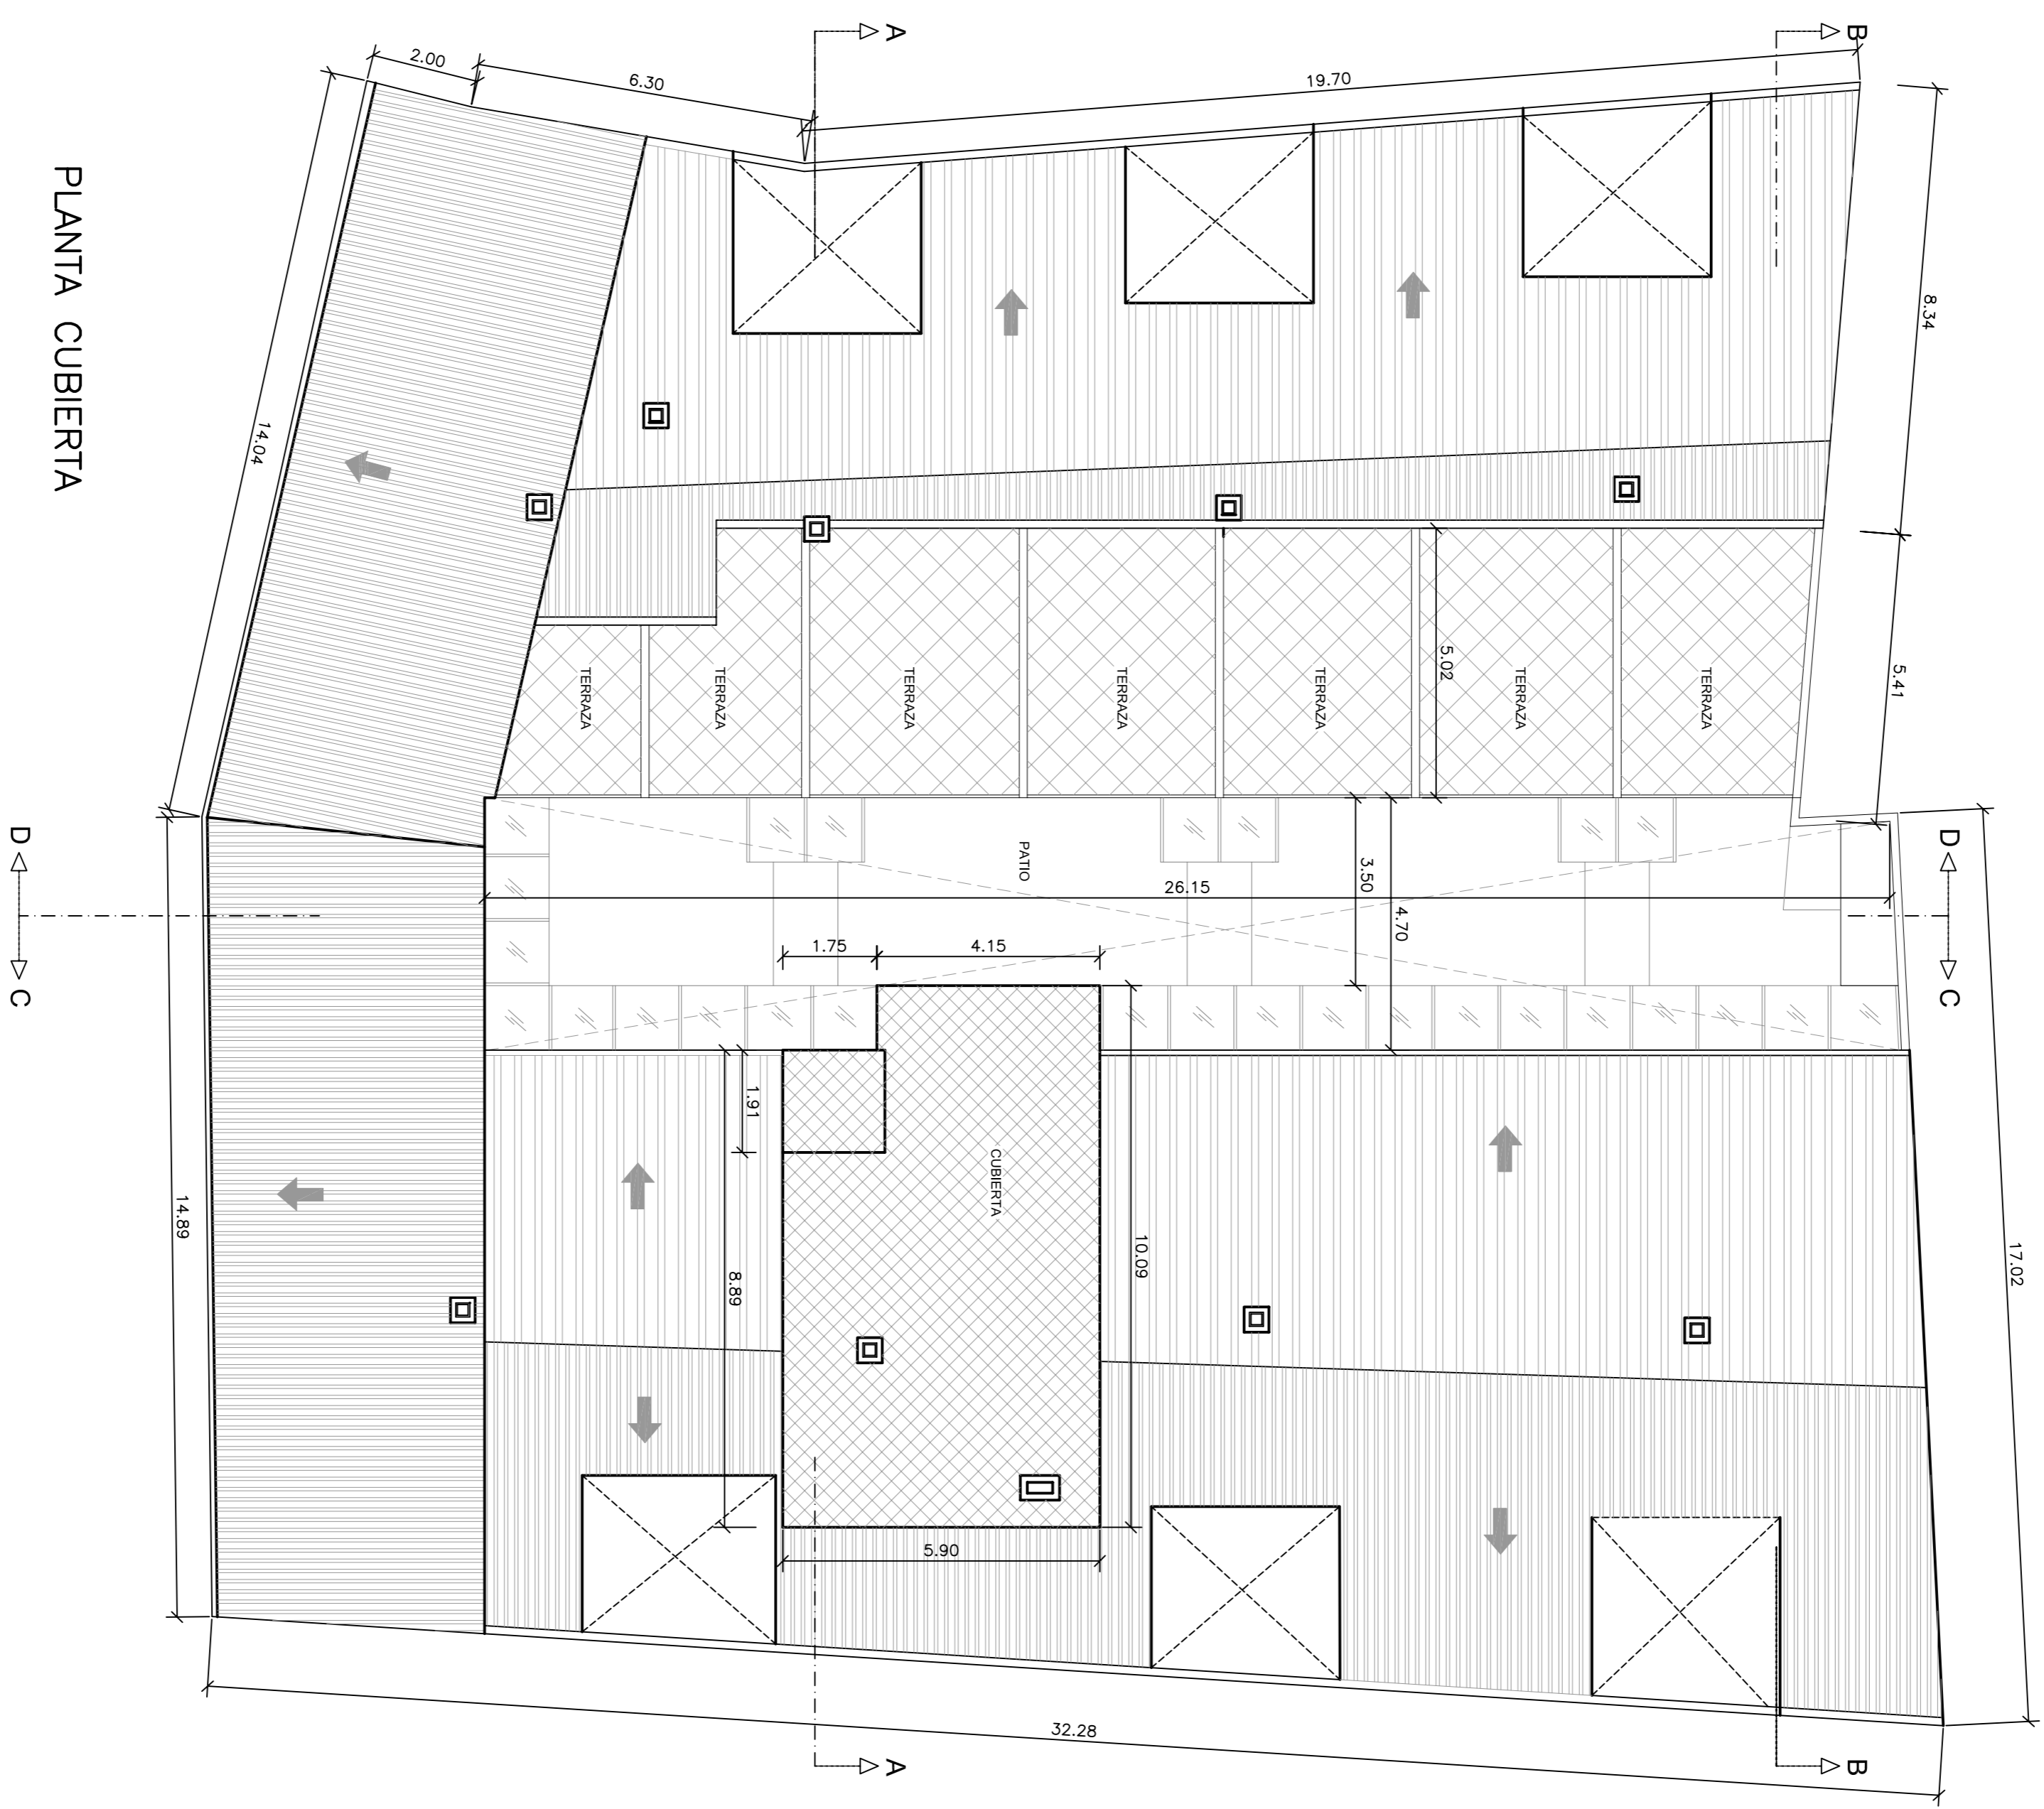 A
B
2.00
6.30
19.70
8.34
14.04
5.41
5.02
TERRAZA
TERRAZA
TERRAZA
TERRAZA
TERRAZA
TERRAZA
TERRAZA
PATIO
3.50
26.15
4.70
1.75
4.15
D
C
D
C
1.91
CUBIERTA
10.09
8.89
5.90
14.89
17.02
32.28
A
B
PLANTA CUBIERTA